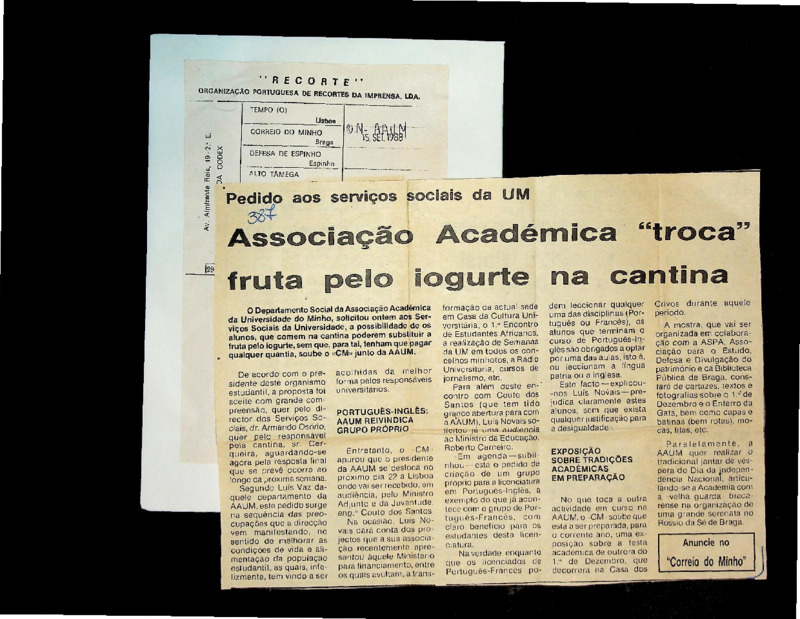 "RECORTE"
ORGANIZAÇÃO PORTUGUESA DE RECORTES DA IMPRENSA, LDA.
TEMPO (O)
Lisboa
CORREIO DO MINHO
Braga
DEFESA DE ESPINHO
Espinho
ALTO TÂMEGA
AAUM
15. SET. 1988
Av. Almirante Reis, 19 - 2.º E.
CODEX
Pedido aos serviços sociais da UM
387
Associação Académica "troca"
fruta pelo iogurte na cantina
O Departamento Social da Associação Académica
da Universidade do Minho, solicitou ontem aos Ser-
viços Sociais da Universidade, a possibilidade de os
alunos, que comem na cantina poderem substituir a
fruta pelo iogurte, sem que, para tal, tenham que pagar
qualquer quantia, soube o «CM» junto da AAUM.
De acordo com o pre-
sidente deste organismo
estudantil, a proposta foi
aceite com grande com-
preensão, quer pelo di-
rector dos Serviços Soci-
ais, dr. Armando Osório,
quer pelo responsável
pela cantina, sr. Cer-
queira, aguardando-se
agora pela resposta final
que se prevê ocorra ao
longo da próxima semana.
Segundo Luís Vaz da-
quele departamento da
AAUM, este pedido surge
na sequência das preo-
cupações que a direcção
vem manifestando, no
sentido de melhorar as
condições de vida e ali-
mentação da população
estudantil, as quais, in-
felizmente, tem vindo a ser
acolhidas da melhor
forma pelos responsáveis
universitários.
PORTUGUÊS-INGLÊS:
AAUM REIVINDICA
GRUPO PRÓPRIO
Entretanto, o «CM»
apurou que o presidente
da AAUM se desloca no
próximo dia 22 a Lisboa
onde vai ser recebido, em
audiência, pelo Ministro
Adjunto e da Juventude,
eng.º Couto dos Santos.
Na ocasião, Luís No-
vais dará conta dos pro-
jectos que a sua associa-
ção recentemente apre-
sentou àquele Ministério
para financiamento, entre
os quais avultam, a trans-
formação da actual sede
em Casa da Cultura Uni-
versitária, o 1.º Encontro
de Estudantes Africanos,
a realização de Semanas
da UM em todos os con-
celhos minhotos, a Rádio
Universitária, cursos de
jornalismo, etc.
Para além deste en-
contro com Couto dos
Santos (que tem tido
grande abertura para com
a AAUM), Luís Novais so-
licitou já uma audiência
ao Ministro da Educação,
Roberto Carneiro.
«Em agenda —subli-
nhou— está o pedido de
criação de um grupo
próprio para a licenciatura
em Português-Inglês, a
exemplo do que já acon-
tece com o grupo de Por-
tuguês-Francês, com
claro benefício para os
estudantes desta licen-
ciatura.
Na verdade enquanto
que os licenciados de
Português-Francês po-
dem leccionar qualquer
uma das disciplinas (Por-
tuguês ou Francês), os
alunos que terminam o
curso de Português-In-
glês são obrigados a optar
por uma das aulas, isto é,
ou leccionam a língua
pátria ou a inglesa.
Este facto —explicou-
nos Luís Novais— pre-
judica claramente estes
alunos, sem que exista
qualquer justificação para
a desigualdade».
EXPOSIÇÃO
SOBRE TRADIÇÕES
ACADÉMICAS
EM PREPARAÇÃO
No que toca a outra
actividade em curso na
AAUM, o «CM» soube que
está a ser preparada, para
o corrente ano, uma ex-
posição sobre a festa
académica de outrora do
1.º de Dezembro, que
decorrerá na Casa dos
Crivos durante aquele
período.
A mostra, que vai ser
organizada em colabora-
ção com a ASPA, Asso-
ciação para o Estudo,
Defesa e Divulgação do
património e da Biblioteca
Pública de Braga, cons-
tará de cartazes, textos e
fotografias sobre o 1.º de
Dezembro e o Enterro da
Gata, bem como capas e
batinas (bem rotas), mo-
cas, fitas, etc.
Paralelamente, a
AAUM quer realizar o
tradicional jantar de vés-
pera do Dia da Indepen-
dência Nacional, articu-
lando-se a Academia com
a «velha guarda» braca-
rense na organização de
uma grande serenata no
Rossio da Sé de Braga.
Anuncie no
"Correio do Minho"